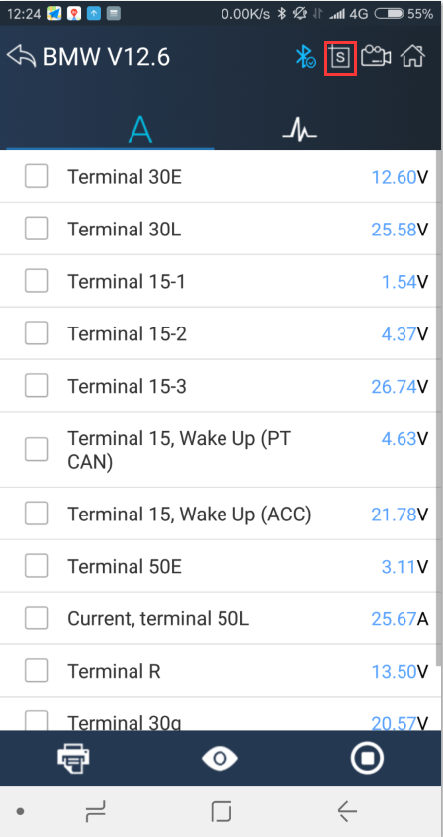 12:24 0.00K/s 4G 55%
BMW V12.6 S
A
Terminal 30E 12.60V
Terminal 30L 25.58V
Terminal 15-1 1.54V
Terminal 15-2 4.37V
Terminal 15-3 26.74V
Terminal 15, Wake Up (PT 4.63V
CAN)
Terminal 15, Wake Up (ACC) 21.78V
Terminal 50E 3.11V
Current, terminal 50L 25.67A
Terminal R 13.50V
Terminal 30g 20.57V